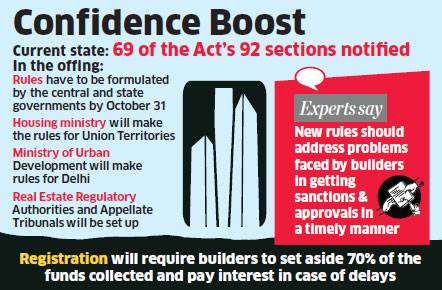 Confidence Boost
Current state: 69 of the Act's 92 sections notified
In the offing:
Rules have to be formulated
by the central and state
governments by October 31
Housing ministry will make
the rules for Union Territories
Ministry of Urban
Development will make
rules for Delhi
Real Estate Regulatory
Authorities and Appellate
Tribunals will be set up
Experts say
New rules should
address problems
faced by builders
in getting
sanctions &
approvals in
a timely manner
Registration will require builders to set aside 70% of the
funds collected and pay interest in case of delays